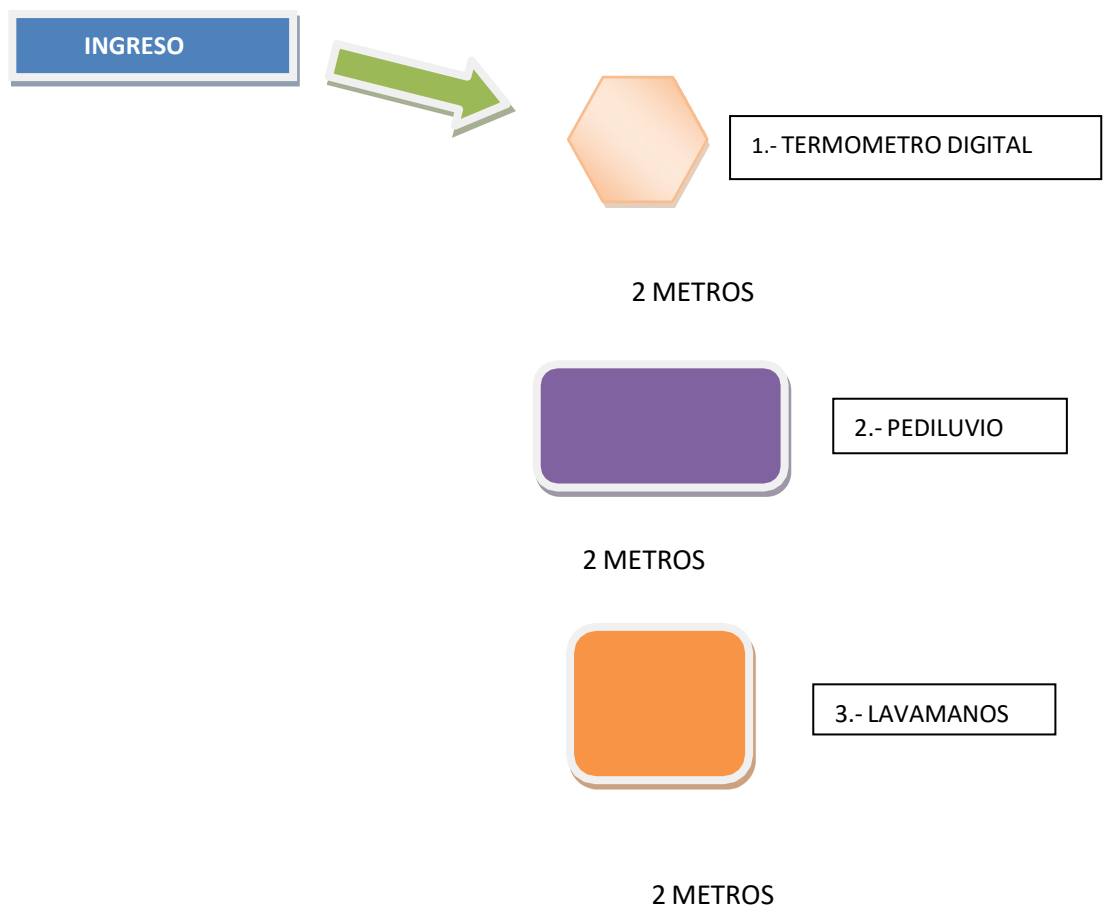 INGRESO
1.- TERMOMETRO DIGITAL
2 METROS
2.- PEDILUVIO
2 METROS
3.- LAVAMANOS
2 METROS